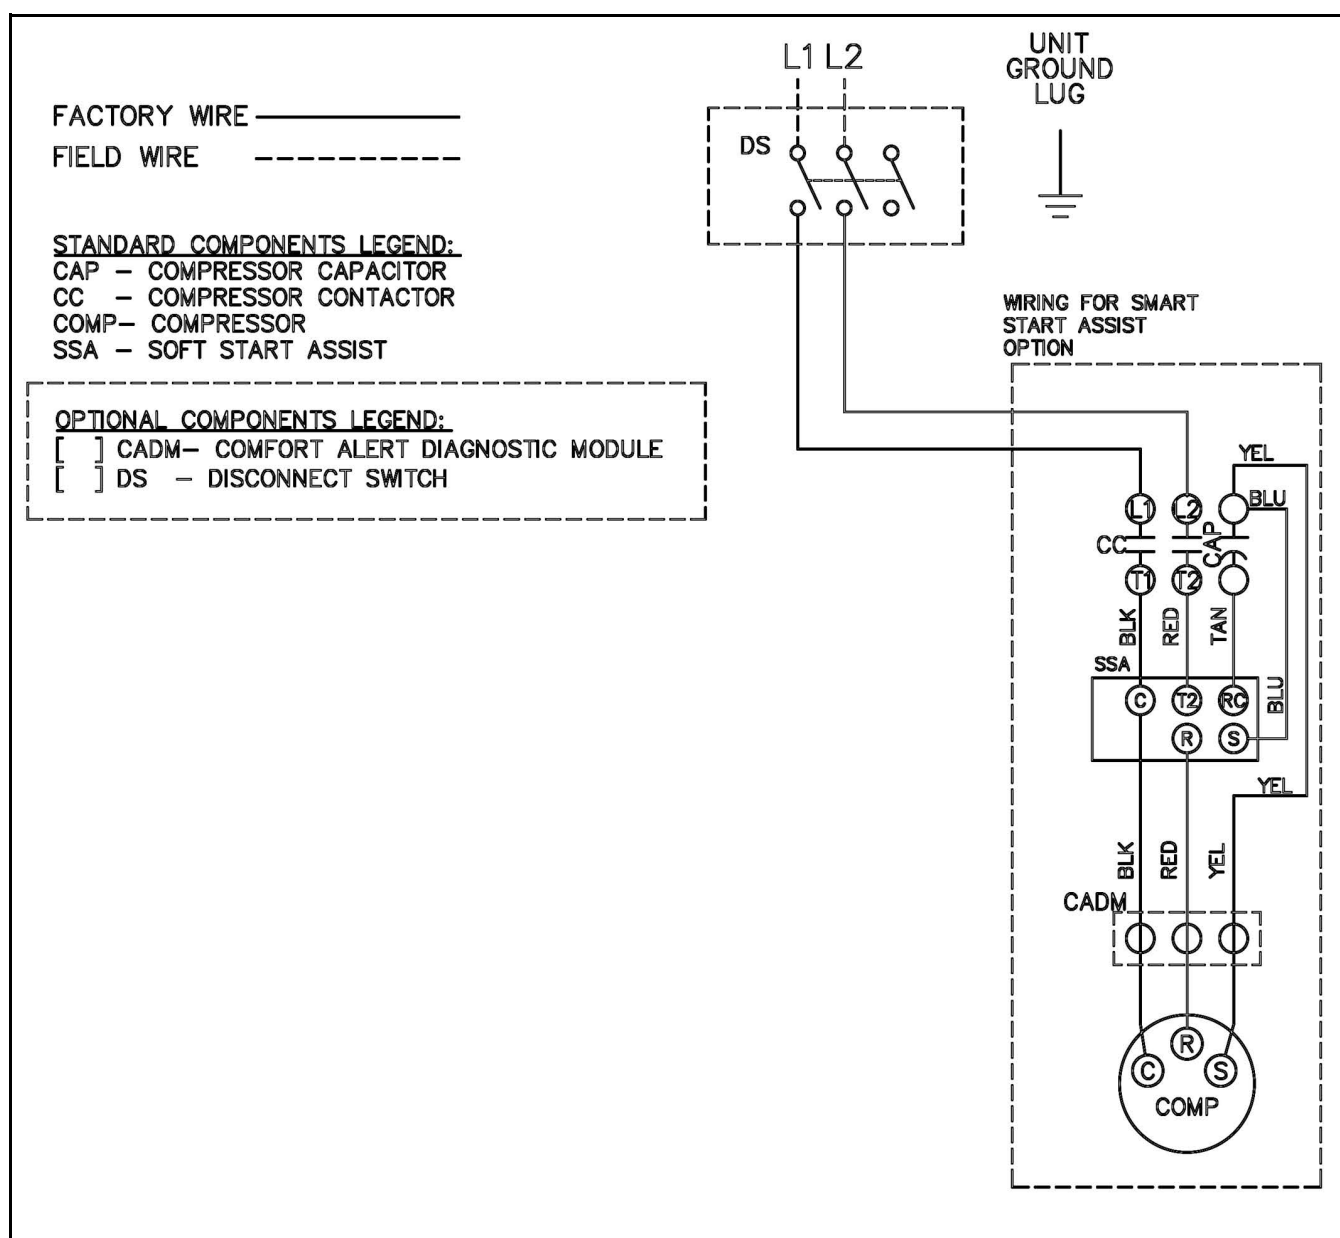 L1 L2
UNIT
GROUND
LUG
FACTORY WIRE
FIELD WIRE
DS
STANDARD COMPONENTS LEGEND:
CAP – COMPRESSOR CAPACITOR
CC – COMPRESSOR CONTACTOR
COMP– COMPRESSOR
SSA – SOFT START ASSIST
OPTIONAL COMPONENTS LEGEND:
[ ] CADM– COMFORT ALERT DIAGNOSTIC MODULE
[ ] DS – DISCONNECT SWITCH
WIRING FOR SMART
START ASSIST
OPTION
YEL
L1 L2 BLU
CC CAP
T1 T2
BLK RED TAN
SSA
C T2 RC BLU
R S
YEL
BLK RED YEL
CADM
R
C S
COMP